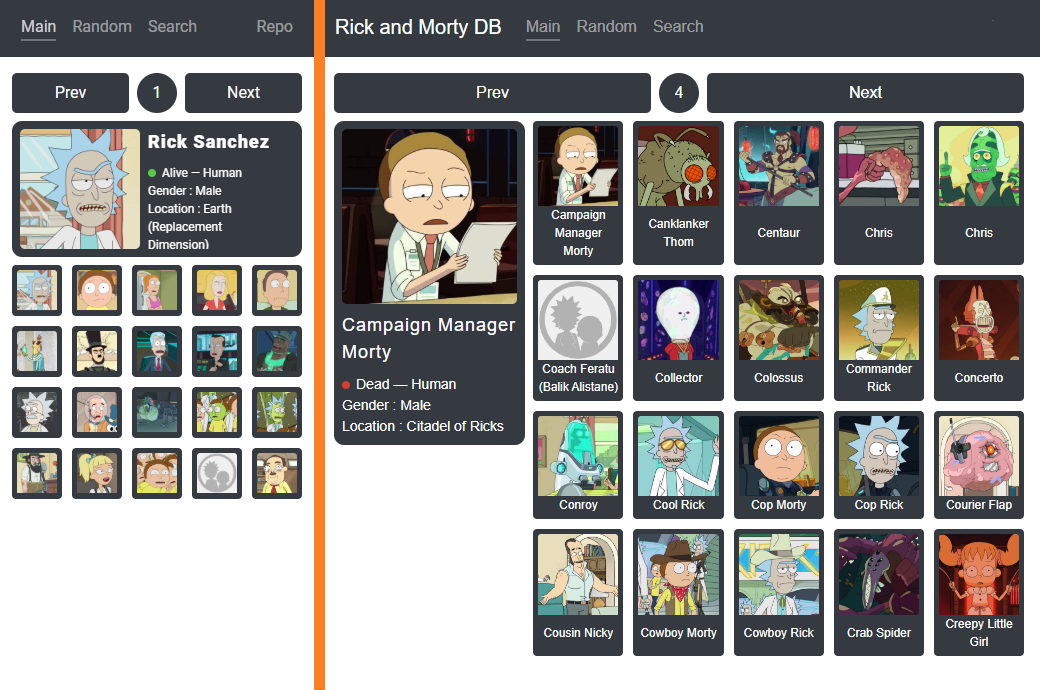 Main Random Search Repo
Prev 1 Next
Rick Sanchez
Alive — Human
Gender : Male
Location : Earth
(Replacement
Dimension)
Rick and Morty DB Main Random Search
Prev 4 Next
Campaign Manager
Morty
Dead — Human
Gender : Male
Location : Citadel of Ricks
Campaign
Manager
Morty
Canklanker
Thom
Centaur
Chris
Chris
Coach Feratu
(Balik Alistane)
Collector
Colossus
Commander
Rick
Concerto
Conroy
Cool Rick
Cop Morty
Cop Rick
Courier Flap
Cousin Nicky
Cowboy Morty
Cowboy Rick
Crab Spider
Creepy Little
Girl